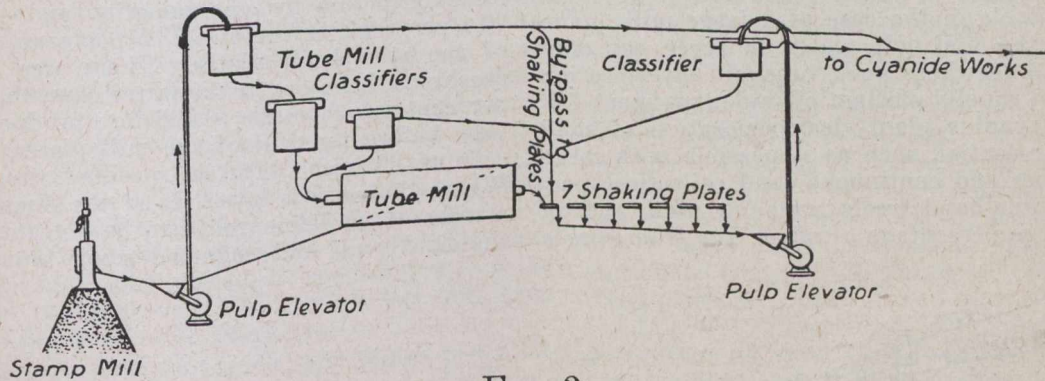 Tube Mill
Classifiers
By-pass to
Shaking Plates
Classifier
to Cyanide Works
Tube Mill
7 Shaking Plates
Pulp Elevator
Pulp Elevator
Stamp Mill